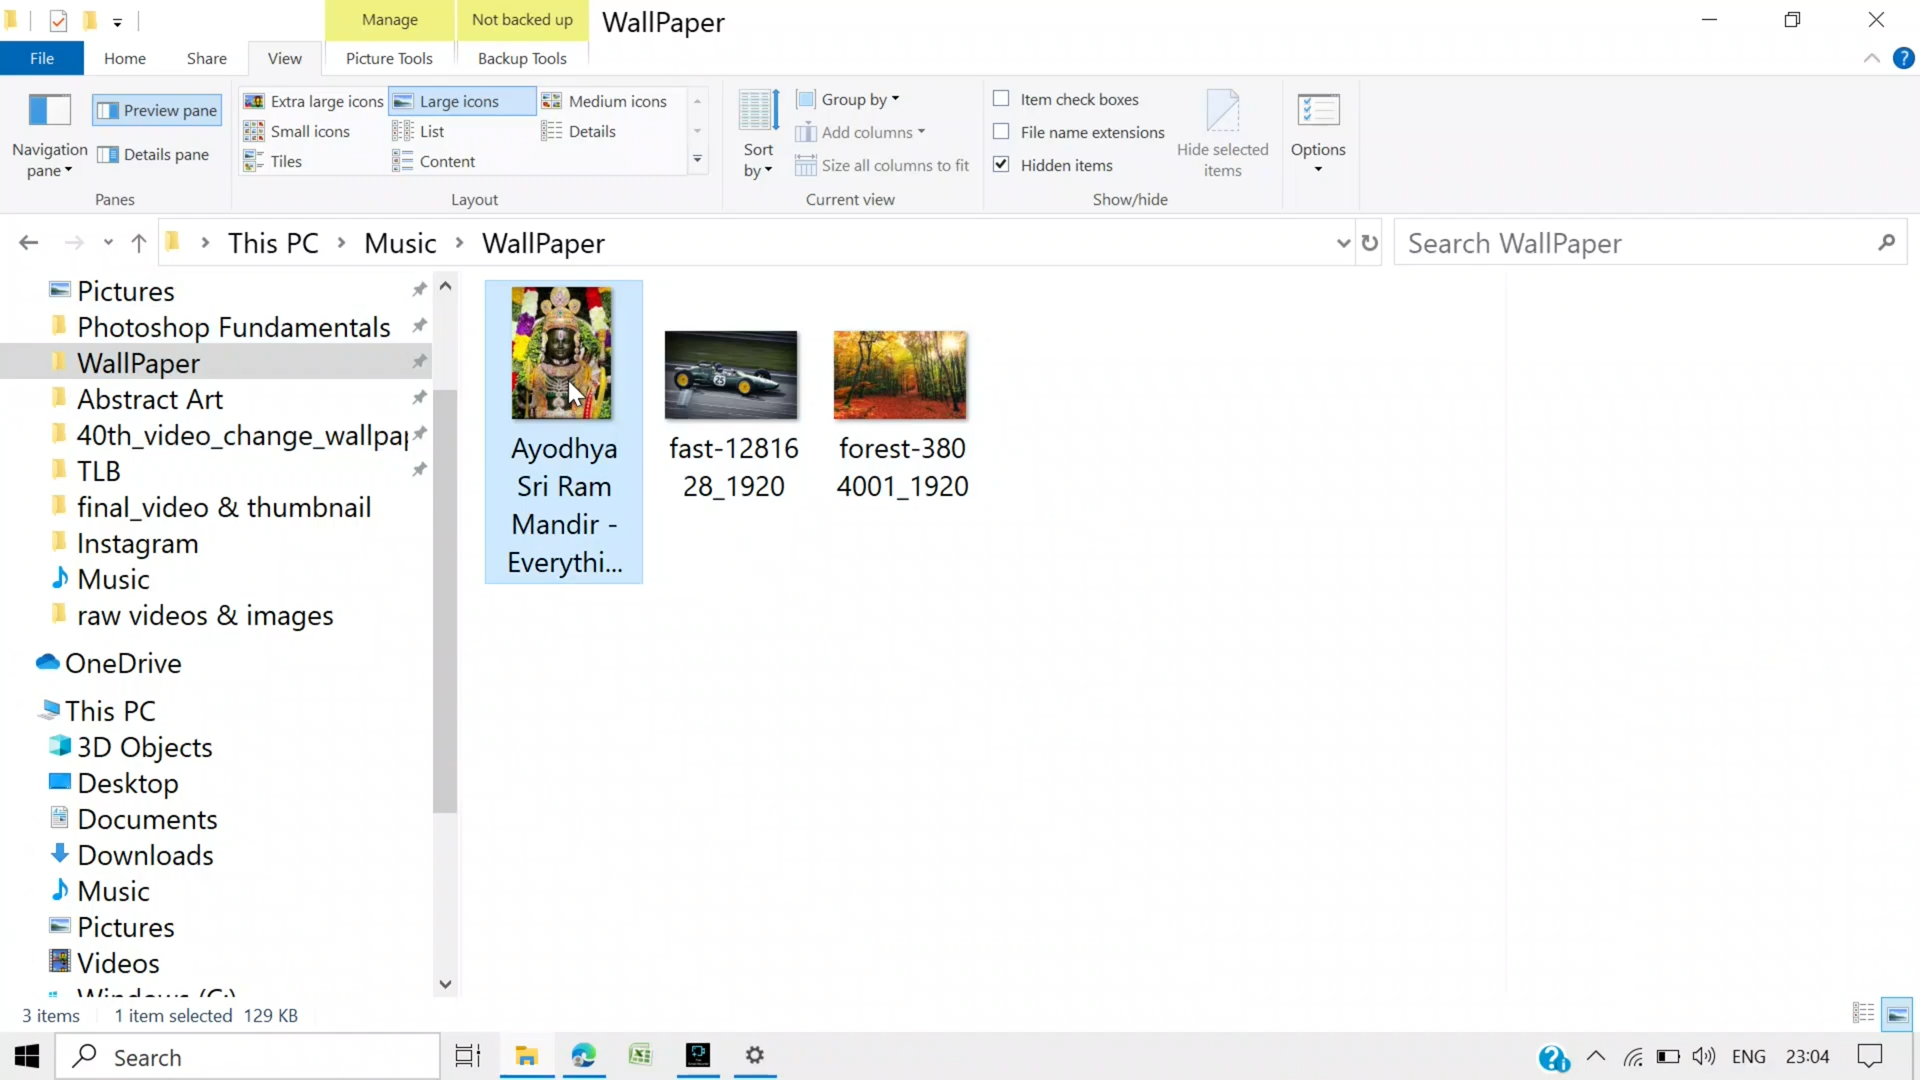 Manage
Not backed up
WallPaper
File
Home
Share
View
Picture Tools
Backup Tools
?
Navigation
pane
Preview pane
Details pane
Panes
Extra large icons
Large icons
Medium icons
Small icons
List
Details
Tiles
Content
Layout
Sort
by
Group by
Add columns
Size all columns to fit
Current view
Item check boxes
File name extensions
Hidden items
Hide selected
items
Show/hide
Options
This PC
Music
WallPaper
Search WallPaper
Pictures
Photoshop Fundamentals
WallPaper
Abstract Art
40th_video_change_wallpap
TLB
final_video & thumbnail
Instagram
Music
raw videos & images
OneDrive
This PC
3D Objects
Desktop
Documents
Downloads
Music
Pictures
Videos
Windows (C:)
Ayodhya
Sri Ram
Mandir -
Everythi...
fast-12816
28_1920
forest-380
4001_1920
25
3 items
1 item selected 129 KB
Search
ENG
23:04